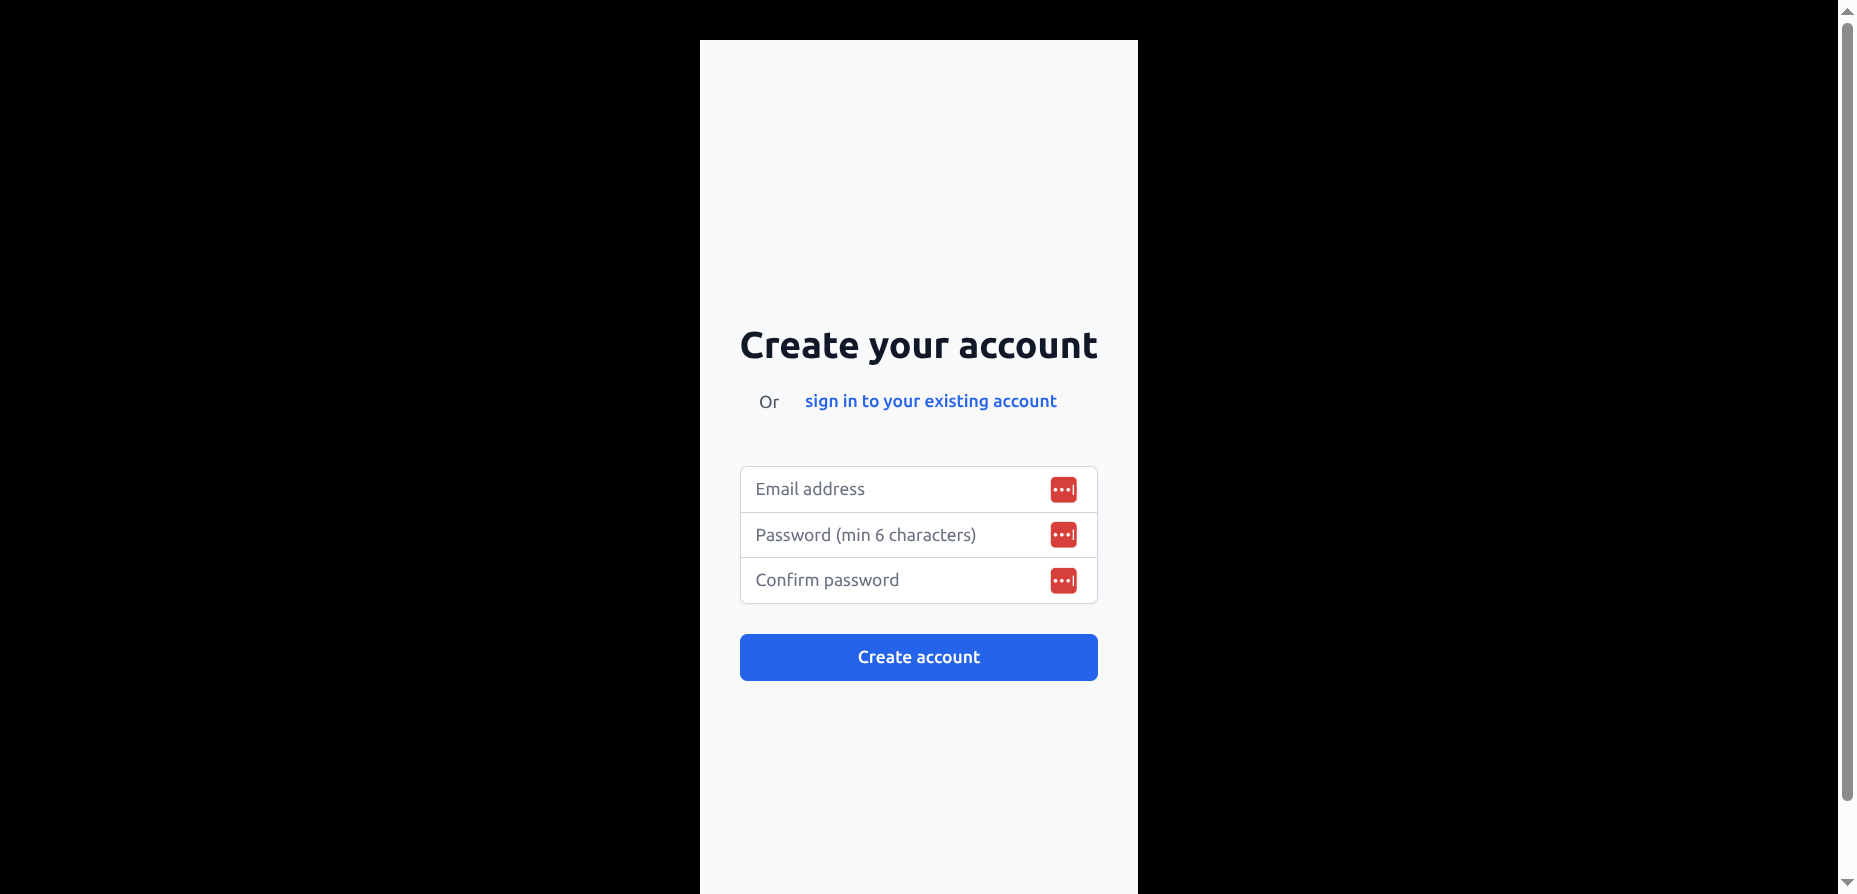 Create your account
Or sign in to your existing account
Email address
Password (min 6 characters)
Confirm password
Create account